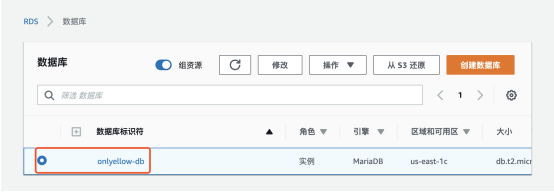 RDS > 数据库
数据库 组资源 修改 操作 ▼ 从 S3 还原 创建数据库
筛选 数据库 < 1 >
数据库标识符 ▲ 角色 ▼ 引擎 ▼ 区域和可用区 ▼ 大小
onlyellow-db 实例 MariaDB us-east-1c db.t2.micr